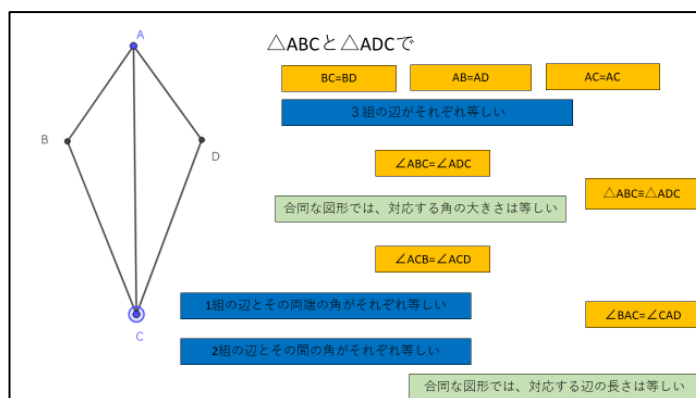 A
△ABCと△ADCで
BC=BD
AB=AD
AC=AC
3組の辺がそれぞれ等しい
B
D
∠ABC=∠ADC
△ABC≡△ADC
合同な図形では、対応する角の大きさは等しい
∠ACB=∠ACD
1組の辺とその両端の角がそれぞれ等しい
∠BAC=∠CAD
C
2組の辺とその間の角がそれぞれ等しい
合同な図形では、対応する辺の長さは等しい